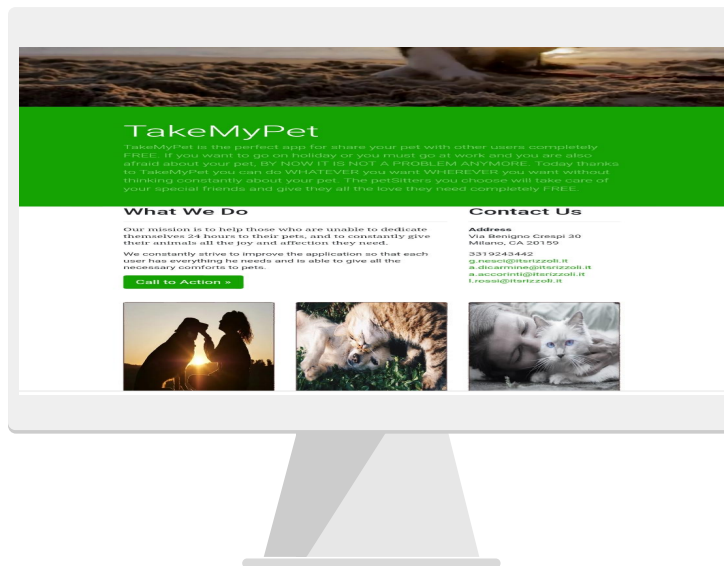 TakeMyPet
TakeMyPet is the perfect app for share your pet with other users completely
FREE. If you want to go on holiday or you must go at work and you are also
afraid about your pet, BY NOW IT IS NOT A PROBLEM ANYMORE. Today thanks
to TakeMyPet you can do WHATEVER you want WHEREVER you want without
thinking constantly about your pet. The petSitters you choose will take care of
your special friends and give they all the love they need completely FREE.
What We Do
Our mission is to help those who are unable to dedicate
themselves 24 hours to their pets, and to constantly give
their animals all the joy and affection they need.
We constantly strive to improve the application so that each
user has everything he needs and is able to give all the
necessary comforts to pets.
Call to Action »
Contact Us
Address
Via Benigno Crespi 30
Milano, CA 20159
3319243442
g.nesci@itsrizzoli.it
a.dicarmine@itsrizzoli.it
a.accorinti@itsrizzoli.it
l.rossi@itsrizzoli.it